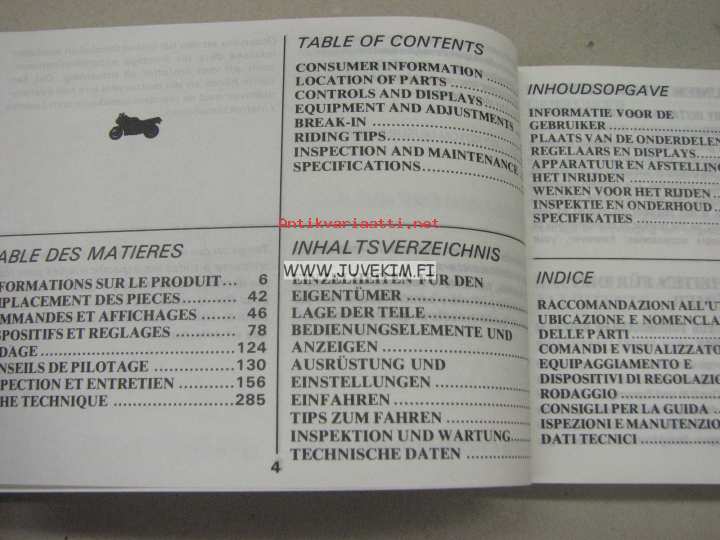 TABLE OF CONTENTS
CONSUMER INFORMATION ......
LOCATION OF PARTS ............
CONTROLS AND DISPLAYS......
EQUIPMENT AND ADJUSTMENTS
BREAK-IN ......................
RIDING TIPS....................
INSPECTION AND MAINTENANCE
SPECIFICATIONS................
ABLE DES MATIERES
FORMATIONS SUR LE PRODUIT... 6
PLACEMENT DES PIECES ......... 42
MMANDES ET AFFICHAGES ....... 46
SPOSITIFS ET REGLAGES ......... 78
DAGE .............................. 124
NSEILS DE PILOTAGE ............. 130
PECTION ET ENTRETIEN ......... 156
HE TECHNIQUE ................... 285
INHALTSVERZEICHNIS
EINZELHEITEN FÜR DEN
EIGENTÜMER ....................
LAGE DER TEILE .................
BEDIENUNGSELEMENTE UND
ANZEIGEN .......................
AUSRÜSTUNG UND
EINSTELLUNGEN ................
EINFAHREN .....................
TIPS ZUM FAHREN ..............
INSPEKTION UND WARTUNG......
TECHNISCHE DATEN ............
4
INHOUDSOPGAVE
INFORMATIE VOOR DE
GEBRUIKER ....................
PLAATS VAN DE ONDERDELEN
REGELAARS EN DISPLAYS......
APPARATUUR EN AFSTELLING
HET INRIJDEN .................
WENKEN VOOR HET RIJDEN ..
INSPEKTIE EN ONDERHOUD ..
SPECIFIKATIES .................
INDICE
RACCOMANDAZIONI ALL'UT
UBICAZIONE E NOMENCLA
DELLE PARTI ..................
COMANDI E VISUALIZZATO
EQUIPAGGIAMENTO E
DISPOSITIVI DI REGOLAZIO
RODAGGIO .....................
CONSIGLI PER LA GUIDA ....
ISPEZIONI E MANUTENZIO
DATI TECNICI .................
Antikvariaatti.net
WWW.JUVEKIM.FI